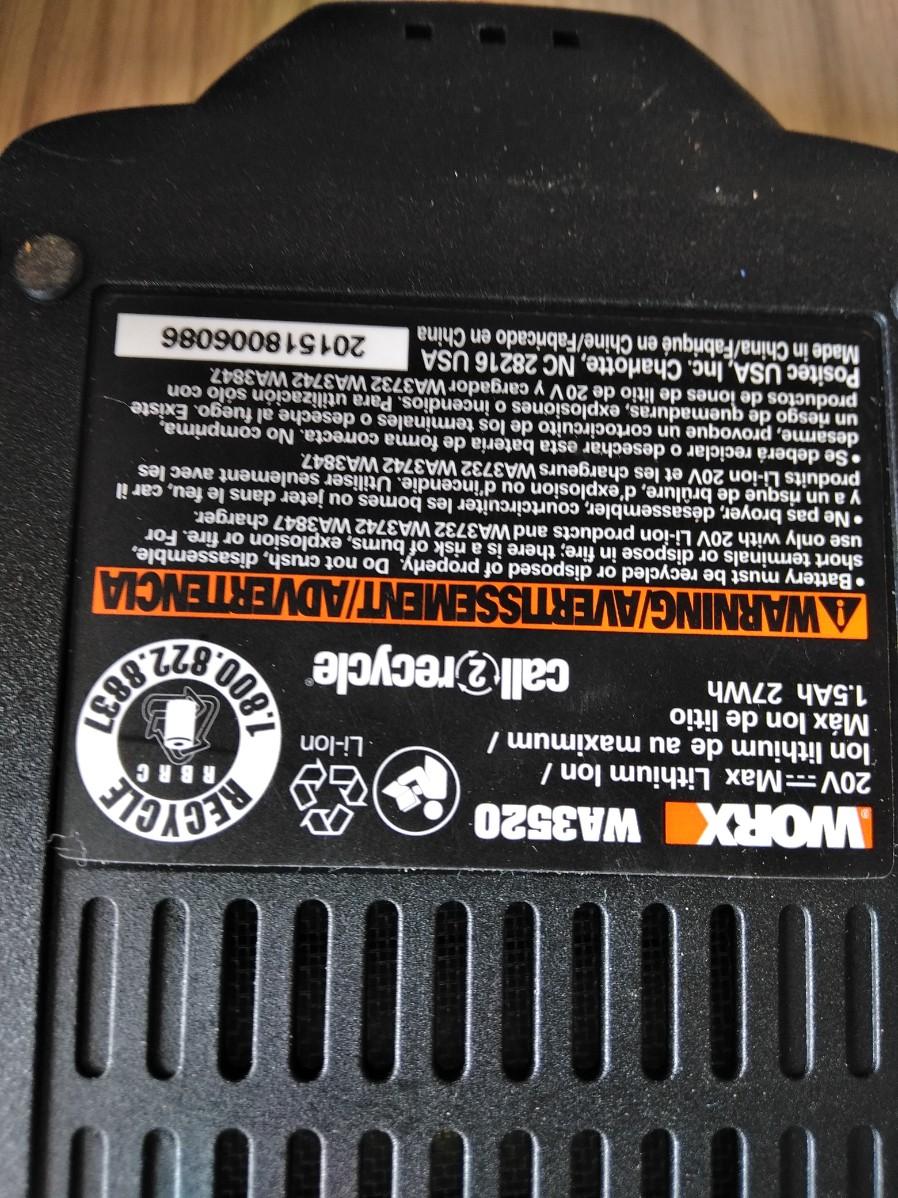 WORX® WA3520
20V⎓Max Lithium Ion /
Ion lithium de au maximum /
Máx Ion de litio
1.5Ah 27Wh
Li-Ion
RECYCLE
RBRC
1.800.822.8837
call2recycle®
WARNING/AVERTISSEMENT/ADVERTENCIA
• Battery must be recycled or disposed of properly. Do not crush, disassemble,
short terminals or dispose in fire, there is a risk of burns, explosion or fire. For
use only with 20V Li-ion products and WA3732 WA3742 WA3847 charger.
• Ne pas broyer, désassembler, courtcircuiter les bornes ou jeter dans le feu, car il
y a un risque de brûlure, d'explosion ou d'incendie. Utiliser seulement avec les
produits Li-ion 20V et les chargeurs WA3732 WA3742 WA3847.
• Se deberá reciclar o desechar esta batería de forma correcta. No comprima,
desarme, provoque un cortocircuito de los terminales o deseche al fuego. Existe
un riesgo de quemaduras, explosiones o incendios. Para utilización sólo con
productos de Iones de litio de 20 V y cargador WA3732 WA3742 WA3847.
Positec USA, Inc. Charlotte, NC 28216 USA
Made in China/Fabriqué en Chine/Fabricado en China
201518006086